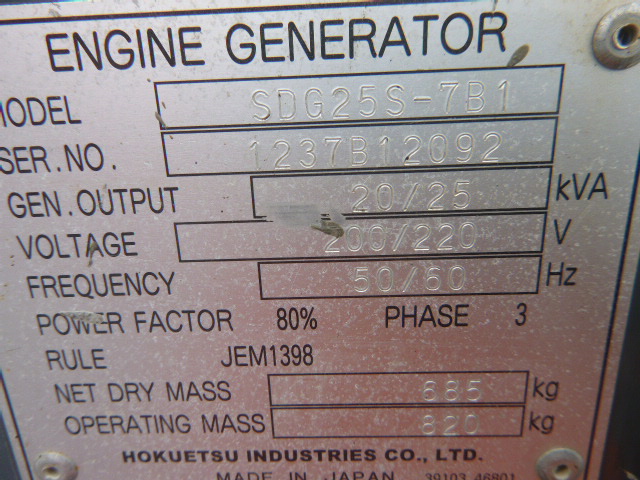 ENGINE GENERATOR
MODEL SDG25S-7B1
SER.NO. 1237B12092
GEN.OUTPUT 20/25 kVA
VOLTAGE 200/220 V
FREQUENCY 50/60 Hz
POWER FACTOR 80% PHASE 3
RULE JEM1398
NET DRY MASS 685 kg
OPERATING MASS 820 kg
HOKUETSU INDUSTRIES CO., LTD.
MADE IN JAPAN 39103 46801